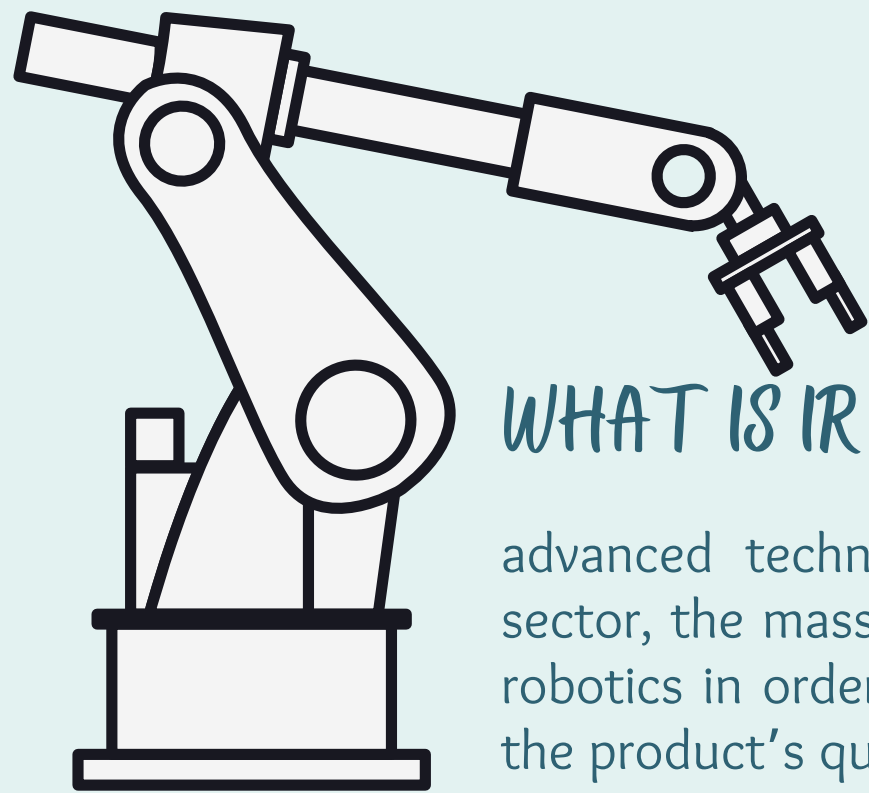 WHAT IS IR
advanced techn
sector, the mass
robotics in order
the product's qu